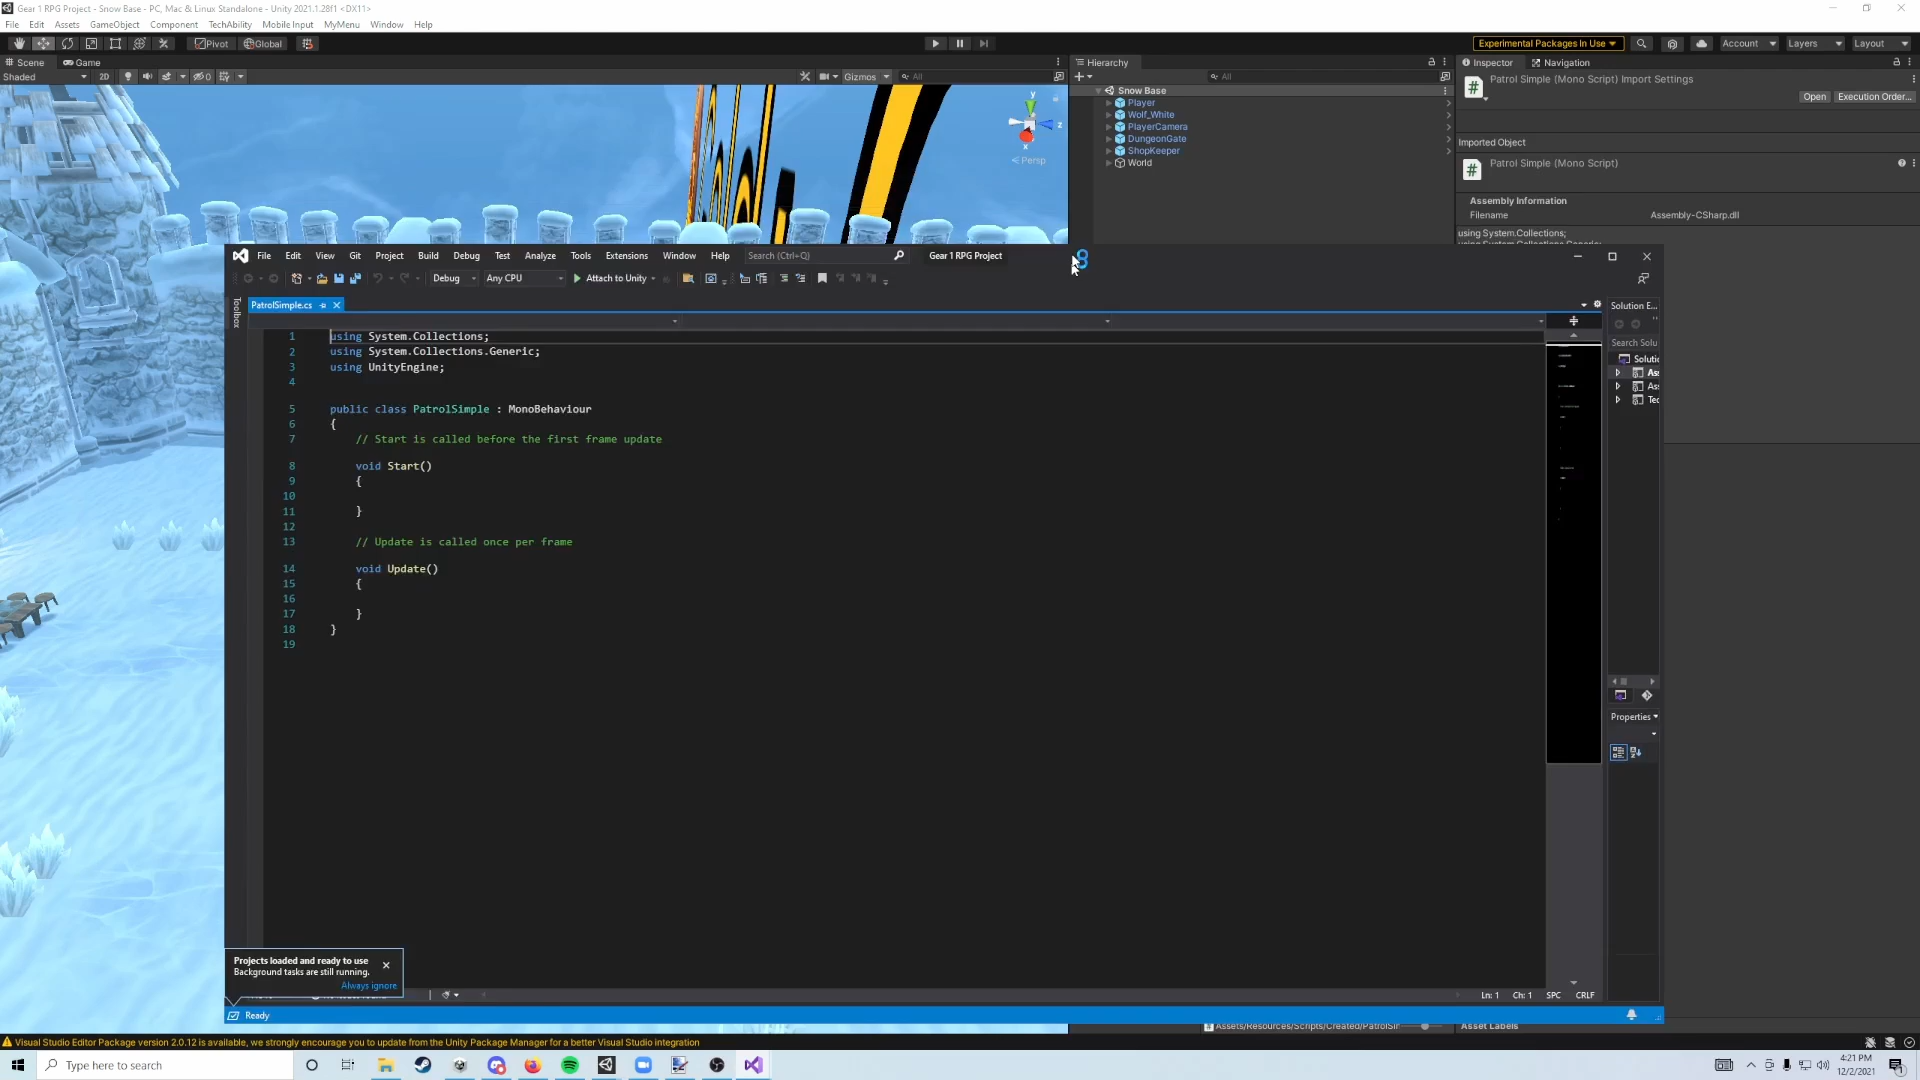 Gear 1 RPG Project - Snow Base - PC, Mac & Linux Standalone - Unity 2021.1.28f1 <DX11>
File Edit Assets GameObject Component TechAbility Mobile Input MyMenu Window Help
Pivot Global
Experimental Packages In Use
Account Layers Layout
Scene Game
Shaded 2D 0 Gizmos All
y
z
x
< Persp
Hierarchy
+ All
Snow Base
Player
Wolf_White
PlayerCamera
DungeonGate
ShopKeeper
World
Inspector Navigation
# Patrol Simple (Mono Script) Import Settings
Open Execution Order...
Imported Object
# Patrol Simple (Mono Script)
Assembly Information
Filename Assembly-CSharp.dll
using System.Collections;
File Edit View Git Project Build Debug Test Analyze Tools Extensions Window Help Search (Ctrl+Q) Gear 1 RPG Project
Debug Any CPU Attach to Unity
Toolbox
PatrolSimple.cs
1 using System.Collections;
2 using System.Collections.Generic;
3 using UnityEngine;
4
5 public class PatrolSimple : MonoBehaviour
6 {
7 // Start is called before the first frame update
8 void Start()
9 {
10
11 }
12
13 // Update is called once per frame
14 void Update()
15 {
16
17 }
18 }
19
Solution E...
Search Solu
Solutic
Ass
Ass
Tec
Properties
Projects loaded and ready to use
Background tasks are still running.
Always ignore
Ln: 1 Ch: 1 SPC CRLF
Ready
Assets/Resources/Scripts/Created/PatrolSir
Asset Labels
Visual Studio Editor Package version 2.0.12 is available, we strongly encourage you to update from the Unity Package Manager for a better Visual Studio integration
Type here to search
4:21 PM
12/2/2021